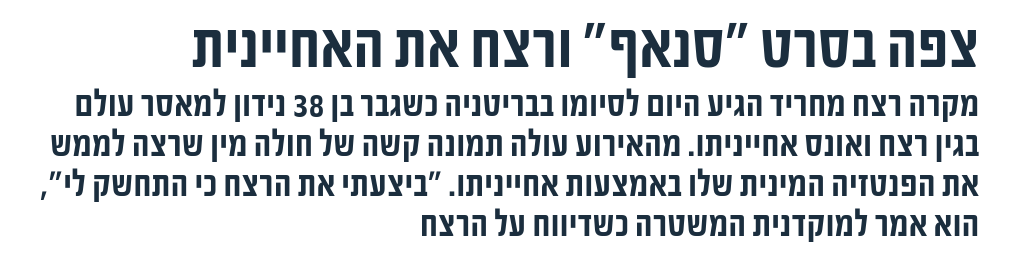 צפה בסרט "סנאף" ורצח את האחיינית
מקרה רצח מחריד הגיע היום לסיומו בבריטניה כשגבר בן 38 נידון למאסר עולם
בגין רצח ואונס אחייניתו. מהאירוע עולה תמונה קשה של חולה מין שרצה לממש
את הפנטזיה המינית שלו באמצעות אחייניתו. "ביצעתי את הרצח כי התחשק לי",
הוא אמר למוקדנית המשטרה כשדיווח על הרצח